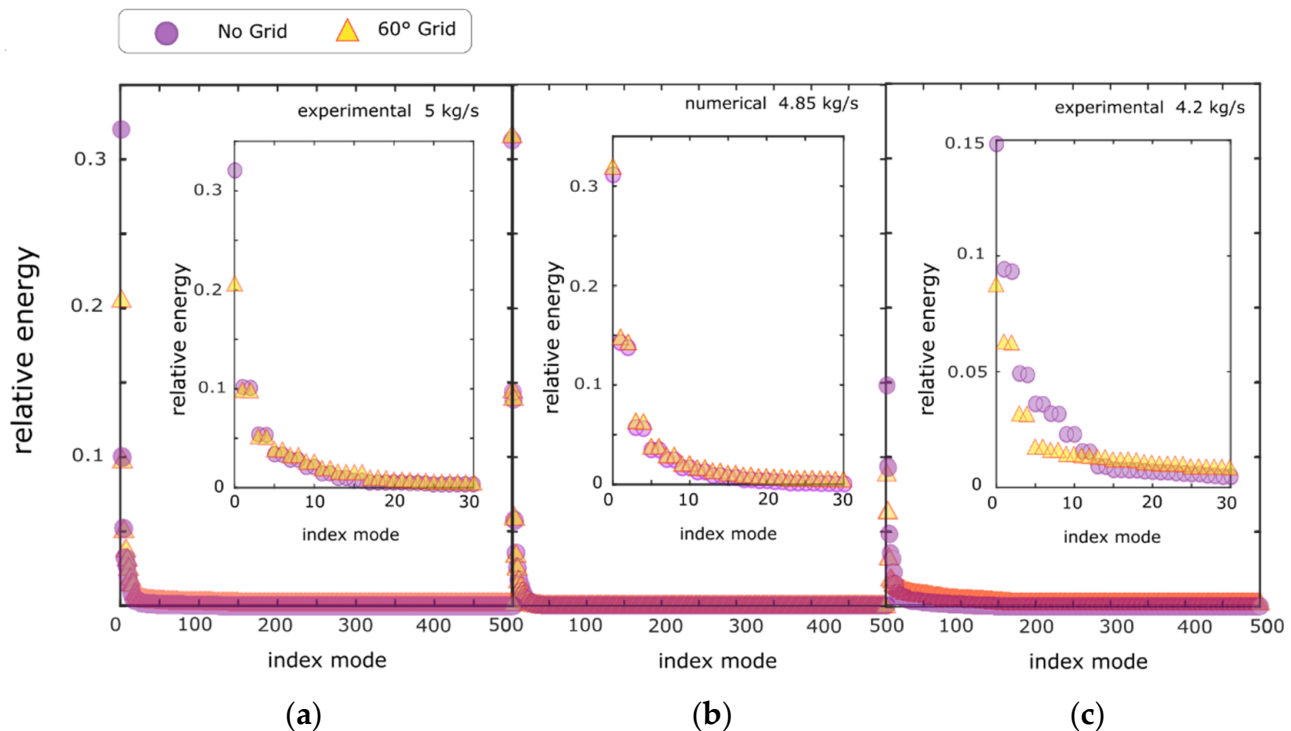 No Grid 60° Grid
experimental 5 kg/s
numerical 4.85 kg/s
experimental 4.2 kg/s
relative energy
0.3
0.2
0.1
relative energy
0.3
0.2
0.1
0
0 10 20 30
index mode
relative energy
0.3
0.2
0.1
0
0 10 20 30
index mode
relative energy
0.15
0.1
0.05
0
0 10 20 30
index mode
0 100 200 300 400 500
100 200 300 400 500
100 200 300 400 500
index mode
index mode
index mode
(a) (b) (c)